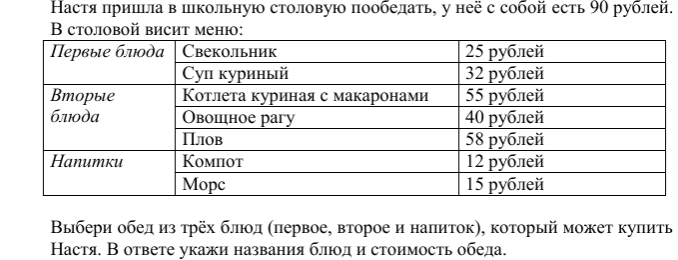 Настя пришла в школьную столовую пообедать, у неё с собой есть 90 рублей.
В столовой висит меню:
Первые блюда Свекольник 25 рублей
Суп куриный 32 рублей
Вторые Котлета куриная с макаронами 55 рублей
блюда Овощное рагу 40 рублей
Плов 58 рублей
Напитки Компот 12 рублей
Морс 15 рублей
Выбери обед из трёх блюд (первое, второе и напиток), который может купить
Настя. В ответе укажи названия блюд и стоимость обеда.